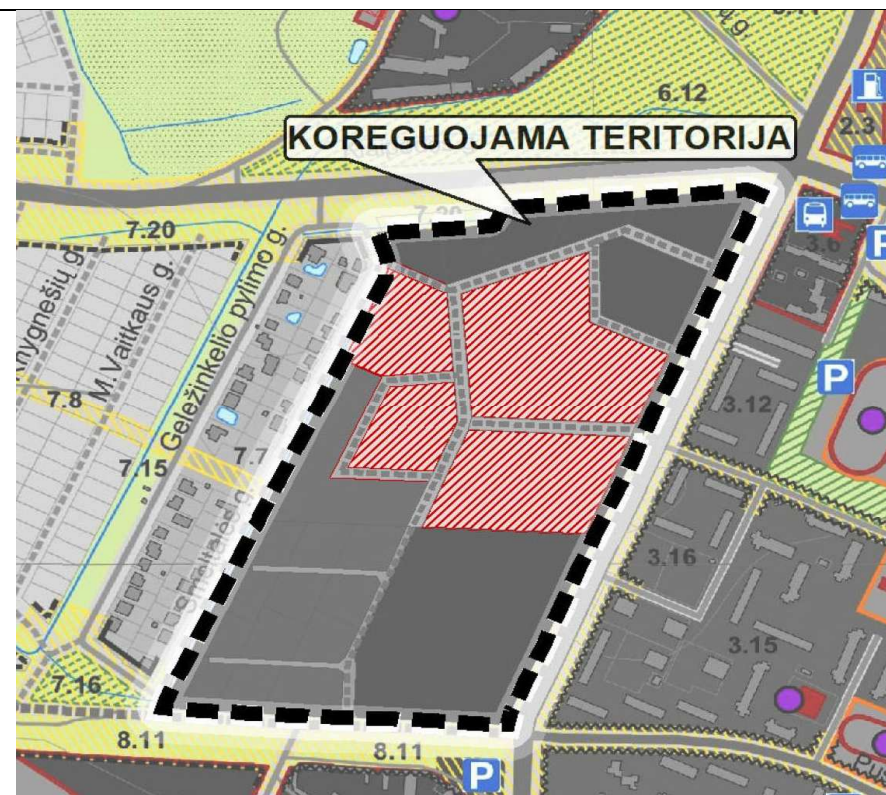 6.12
2.3
KOREGUOJAMA TERITORIJA
7.20
7.20
3.6
P
Geležinkelio pylimo g.
M.Vaitkaus g.
P
7.8
3.12
7.15
7.7
3.16
3.15
7.16
8.11
8.11
P